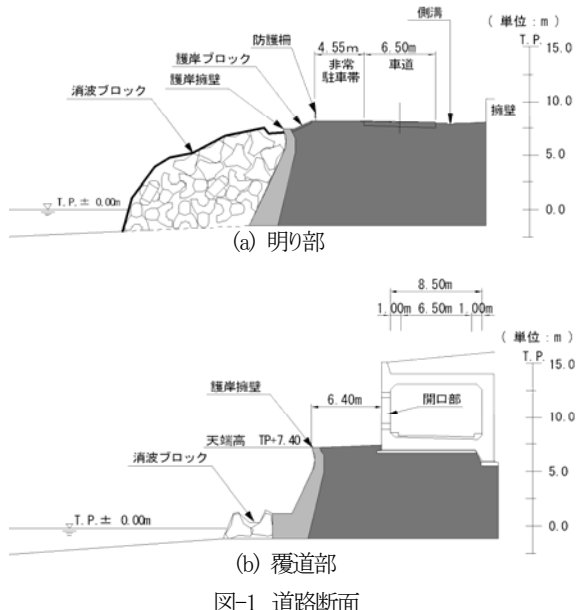 側溝
(単位:m)
防護柵
T.P.
護岸ブロック
4.55m
6.50m
15.0
護岸擁壁
非常
駐車帯
車道
消波ブロック
擁壁
10.0
5.0
T.P.± 0.00m
0.0
(a) 明り部
8.50m
1.00m
6.50m
1.00m
(単位:m)
T.P.
15.0
護岸擁壁
6.40m
開口部
10.0
天端高 TP+7.40
消波ブロック
5.0
T.P.± 0.00m
0.0
(b) 覆道部
図-1 道路断面